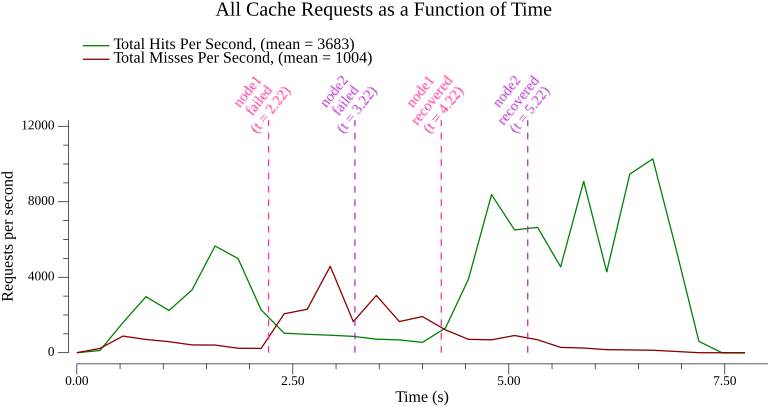 All Cache Requests as a Function of Time
Total Hits Per Second, (mean = 3683)
Total Misses Per Second, (mean = 1004)
node1
failed
(t = 2.22)
node2
failed
(t = 3.22)
node1
recovered
(t = 4.22)
node2
recovered
(t = 5.22)
12000
8000
4000
0
Requests per second
0.00
2.50
5.00
7.50
Time (s)